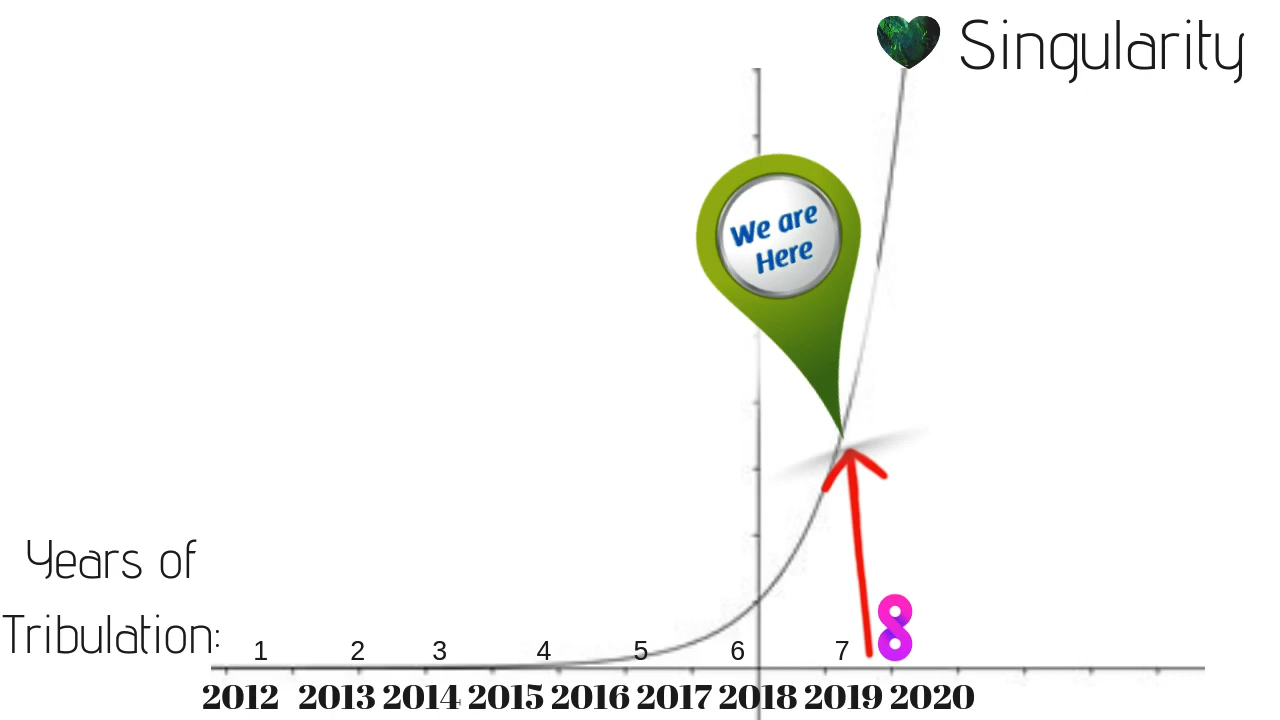 Singularity
We are
Here
Years of
Tribulation:
1 2 3 4 5 6 7 8
2012 2013 2014 2015 2016 2017 2018 2019 2020